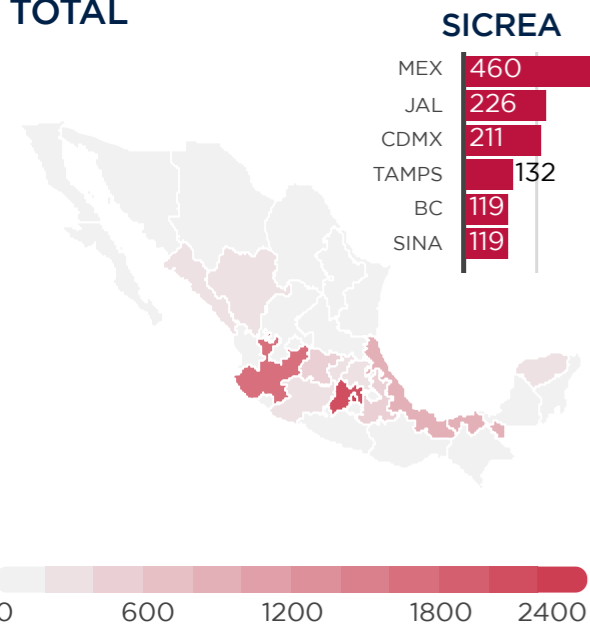 TOTAL
SICREA
MEX 460
JAL 226
CDMX 211
TAMPS 132
BC 119
SINA 119
0 600 1200 1800 2400